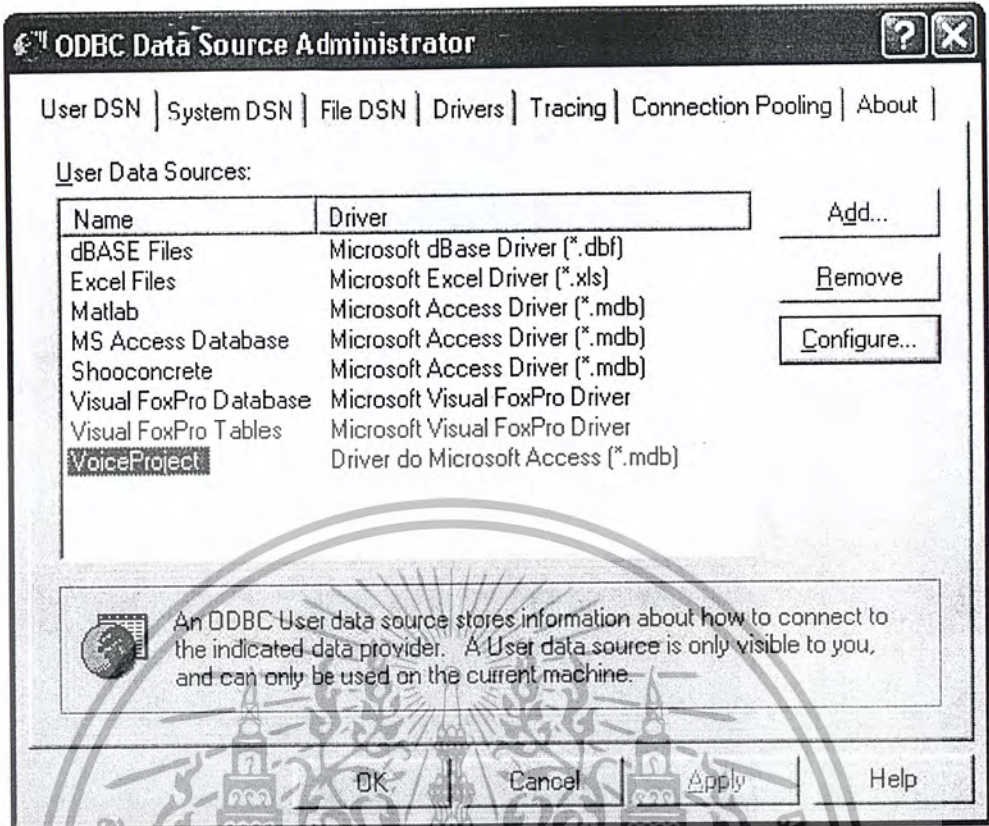 ODBC Data Source Administrator
User DSN System DSN File DSN Drivers Tracing Connection Pooling About
User Data Sources:
Name Driver
dBASE Files Microsoft dBase Driver (*.dbf)
Excel Files Microsoft Excel Driver (*.xls)
Matlab Microsoft Access Driver (*.mdb)
MS Access Database Microsoft Access Driver (*.mdb)
Shooconcrete Microsoft Access Driver (*.mdb)
Visual FoxPro Database Microsoft Visual FoxPro Driver
Visual FoxPro Tables Microsoft Visual FoxPro Driver
VoiceProject Driver do Microsoft Access (*.mdb)
Add...
Remove
Configure...
An ODBC User data source stores information about how to connect to
the indicated data provider. A User data source is only visible to you,
and can only be used on the current machine.
OK Cancel Apply Help